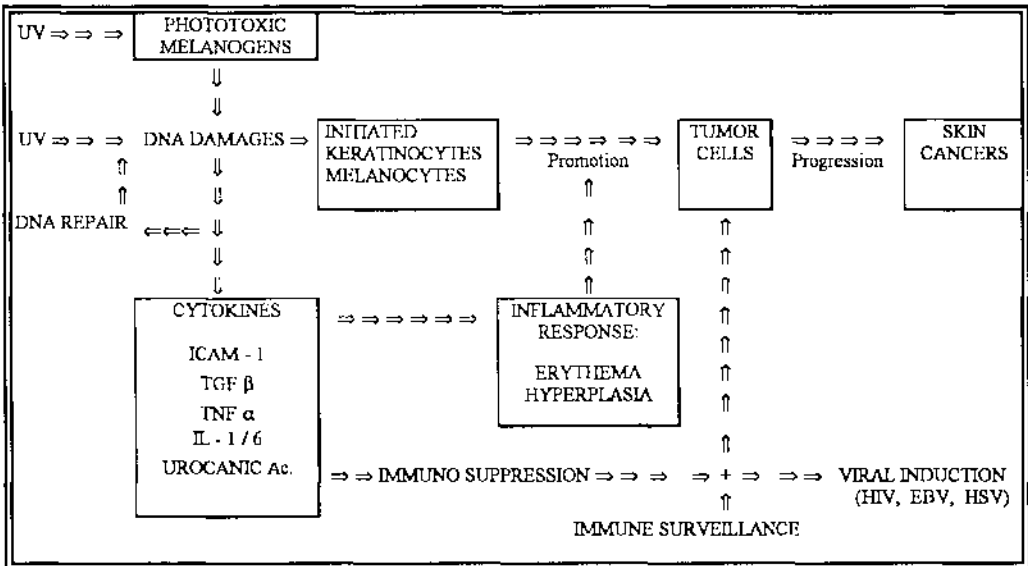 UV ⇒ ⇒ ⇒ PHOTOTOXIC
MELANOGENS
UV ⇒ ⇒ ⇒ DNA DAMAGES ⇒
INITIATED
KERATINOCYTES
MELANOCYTES
⇒ ⇒ ⇒ ⇒ ⇒ ⇒
Promotion
TUMOR
CELLS
⇒ ⇒ ⇒ ⇒
Progression
SKIN
CANCERS
DNA REPAIR ⇐ ⇐ ⇐
CYTOKINES
ICAM - 1
TGF β
TNF α
IL - 1 / 6
UROCANIC Ac.
⇒ ⇒ ⇒ ⇒ ⇒ ⇒
INFLAMMATORY
RESPONSE:
ERYTHEMA
HYPERPLASIA
⇒ ⇒ IMMUNO SUPPRESSION ⇒ ⇒ ⇒ ⇒ + ⇒ ⇒ ⇒ VIRAL INDUCTION
(HIV, EBV, HSV)
IMMUNE SURVEILLANCE